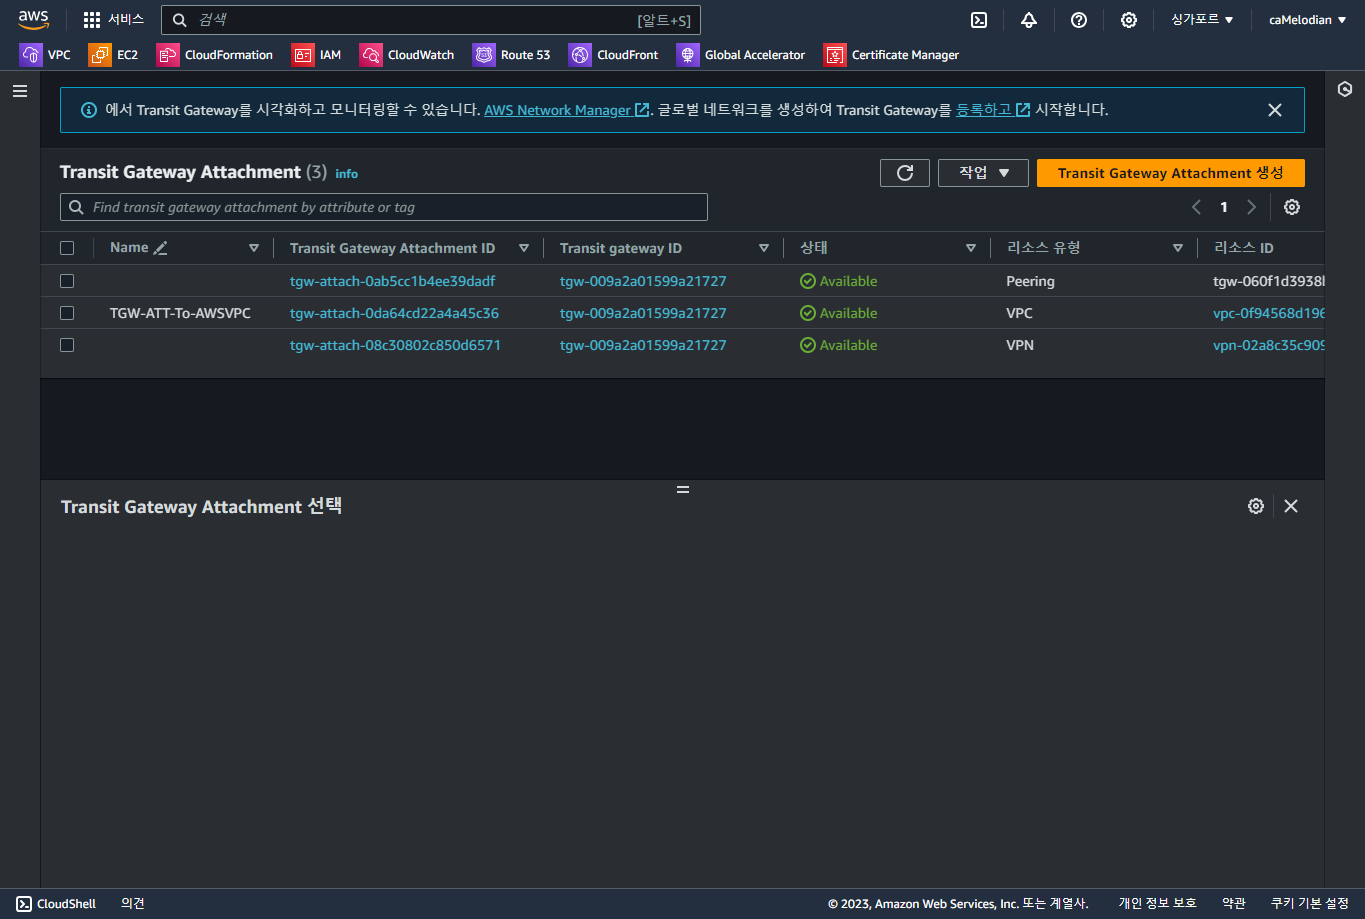 aws 서비스 검색 [알트+S] 싱가포르 caMelodian
VPC EC2 CloudFormation IAM CloudWatch Route 53 CloudFront Global Accelerator Certificate Manager
에서 Transit Gateway를 시각화하고 모니터링할 수 있습니다. AWS Network Manager . 글로벌 네트워크를 생성하여 Transit Gateway를 등록하고 시작합니다.
Transit Gateway Attachment (3) info 작업 Transit Gateway Attachment 생성
Find transit gateway attachment by attribute or tag 1
Name Transit Gateway Attachment ID Transit gateway ID 상태 리소스 유형 리소스 ID
tgw-attach-0ab5cc1b4ee39dadf tgw-009a2a01599a21727 Available Peering tgw-060f1d3938
TGW-ATT-To-AWSVPC tgw-attach-0da64cd22a4a45c36 tgw-009a2a01599a21727 Available VPC vpc-0f94568d196
tgw-attach-08c30802c850d6571 tgw-009a2a01599a21727 Available VPN vpn-02a8c35c909
Transit Gateway Attachment 선택
CloudShell 의견 © 2023, Amazon Web Services, Inc. 또는 계열사. 개인 정보 보호 약관 쿠키 기본 설정